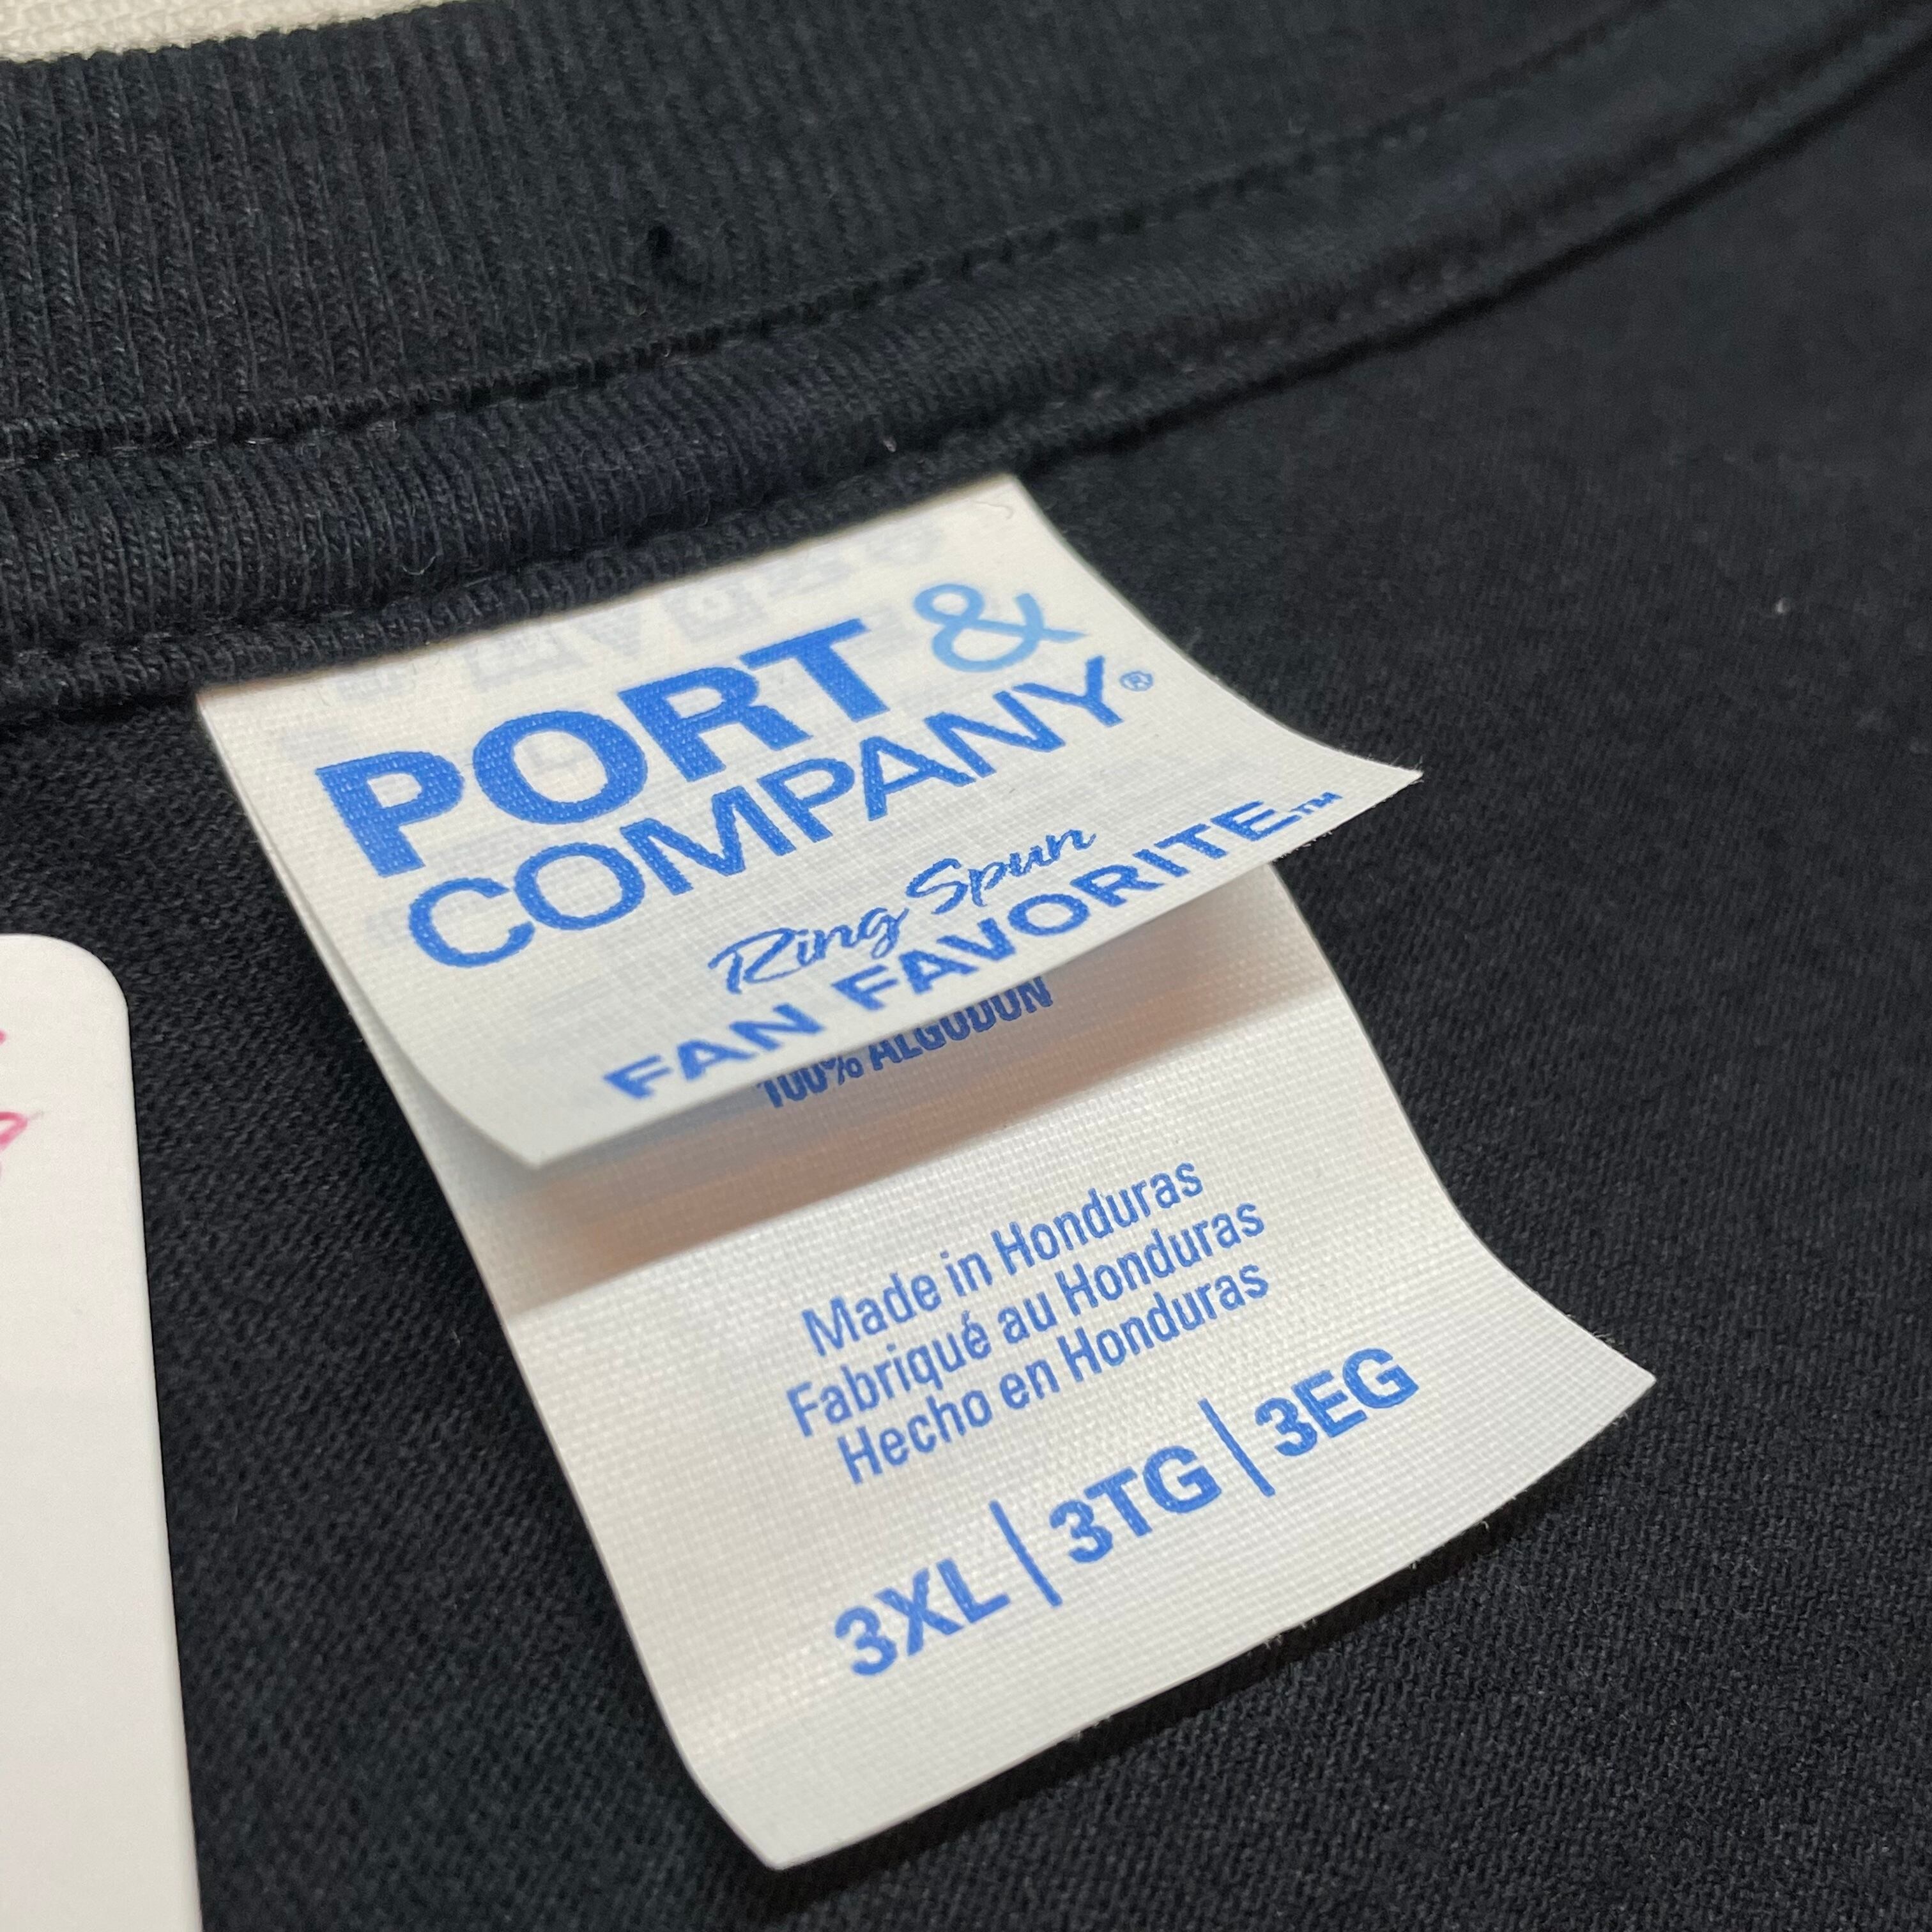 PORT &
COMPANY®
Ring Spun
FAN FAVORITE™
100% ALGODÓN
Made in Honduras
Fabriqué au Honduras
Hecho en Honduras
3XL | 3TG | 3EG